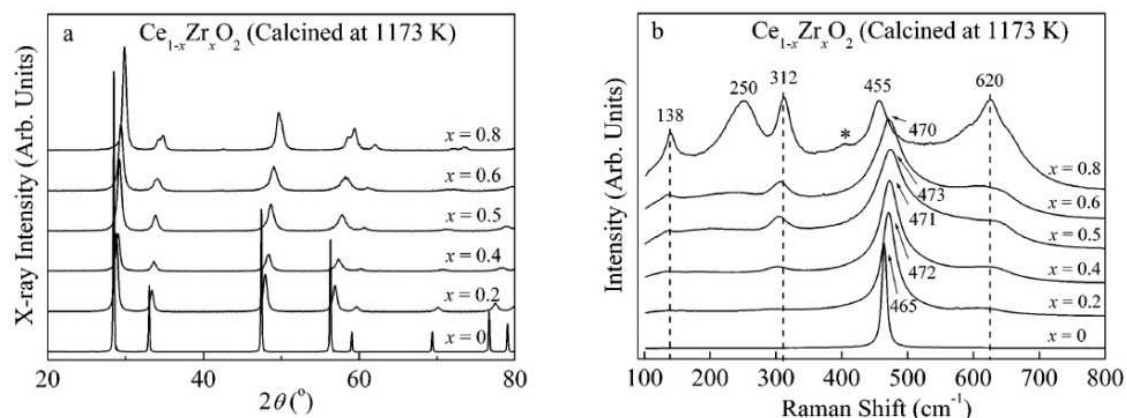 a
Ce1-xZrxO2 (Calcined at 1173 K)
X-ray Intensity (Arb. Units)
x = 0.8
x = 0.6
x = 0.5
x = 0.4
x = 0.2
x = 0
20 40 60 80
2θ (°)
b
Ce1-xZrxO2 (Calcined at 1173 K)
Intensity (Arb. Units)
138 250 312 455 620
*
470
473
471
472
465
x = 0.8
x = 0.6
x = 0.5
x = 0.4
x = 0.2
x = 0
100 200 300 400 500 600 700 800
Raman Shift (cm-1)